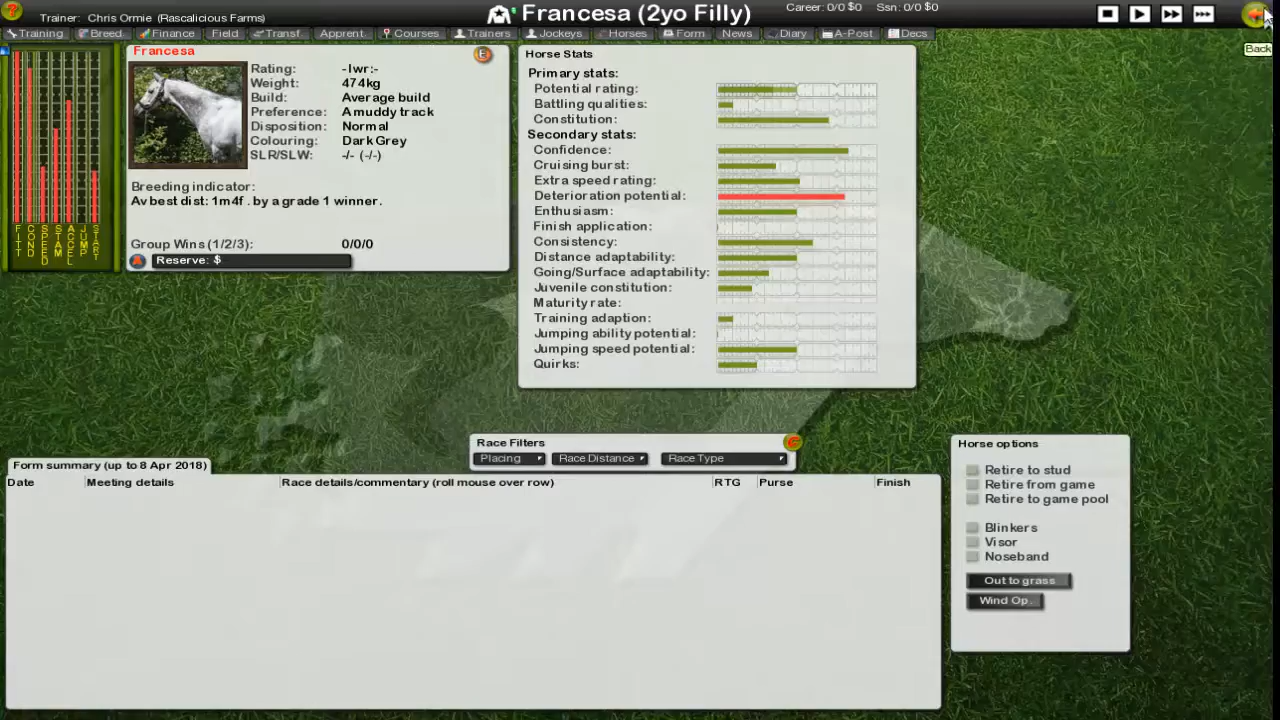 Trainer: Chris Ormie (Rascalicious Farms)
Francesa (2yo Filly)
Career: 0/0 $0 Ssn: 0/0 $0
Training Breed. Finance Field Transf. Apprent. Courses Trainers Jockeys Horses Form News Diary A-Post Decs
Back
Francesa
E
Rating: - lwr:-
Weight: 474kg
Build: Average build
Preference: A muddy track
Disposition: Normal
Colouring: Dark Grey
SLR/SLW: -/- (-/-)
Breeding indicator:
Av best dist: 1m4f . by a grade 1 winner.
Group Wins (1/2/3): 0/0/0
Reserve: $
FITT
COND
SPEED
STAM
ACCEL
JUMP
START
Horse Stats
Primary stats:
Potential rating:
Battling qualities:
Constitution:
Secondary stats:
Confidence:
Cruising burst:
Extra speed rating:
Deterioration potential:
Enthusiasm:
Finish application:
Consistency:
Distance adaptability:
Going/Surface adaptability:
Juvenile constitution:
Maturity rate:
Training adaption:
Jumping ability potential:
Jumping speed potential:
Quirks:
Race Filters
Placing Race Distance Race Type
Form summary (up to 8 Apr 2018)
Date Meeting details Race details/commentary (roll mouse over row) RTG Purse Finish
Horse options
Retire to stud
Retire from game
Retire to game pool
Blinkers
Visor
Noseband
Out to grass
Wind Op.